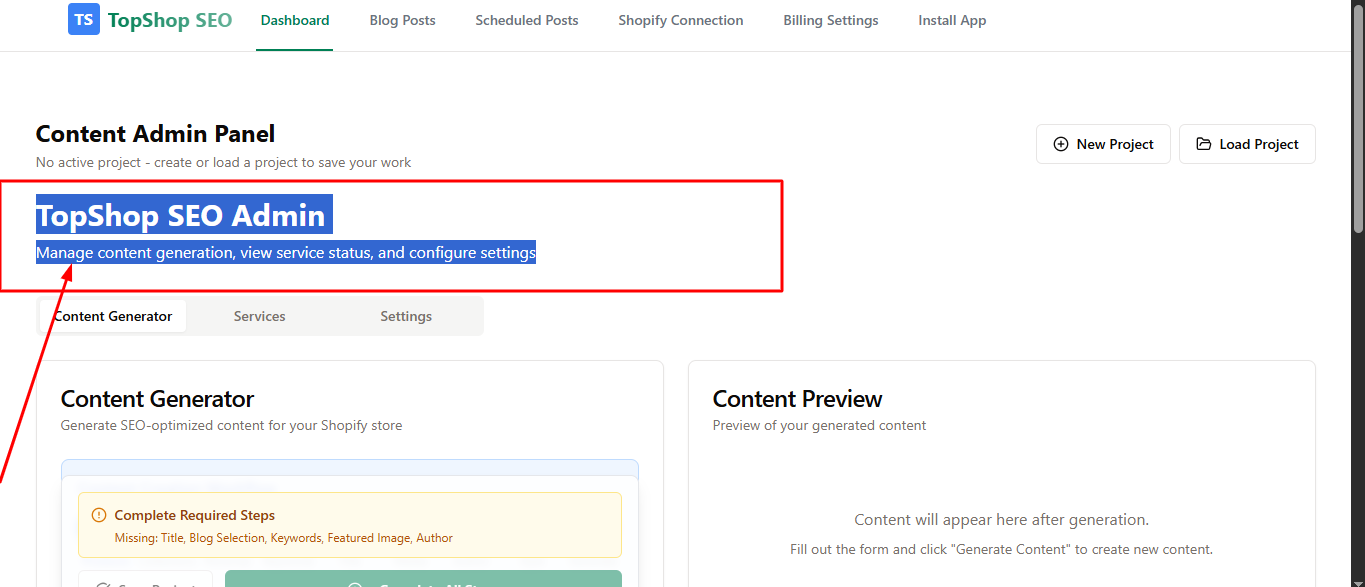 TS TopShop SEO Dashboard Blog Posts Scheduled Posts Shopify Connection Billing Settings Install App
Content Admin Panel
No active project - create or load a project to save your work
New Project Load Project
TopShop SEO Admin
Manage content generation, view service status, and configure settings
Content Generator Services Settings
Content Generator
Generate SEO-optimized content for your Shopify store
Complete Required Steps
Missing: Title, Blog Selection, Keywords, Featured Image, Author
Content Preview
Preview of your generated content
Content will appear here after generation.
Fill out the form and click "Generate Content" to create new content.